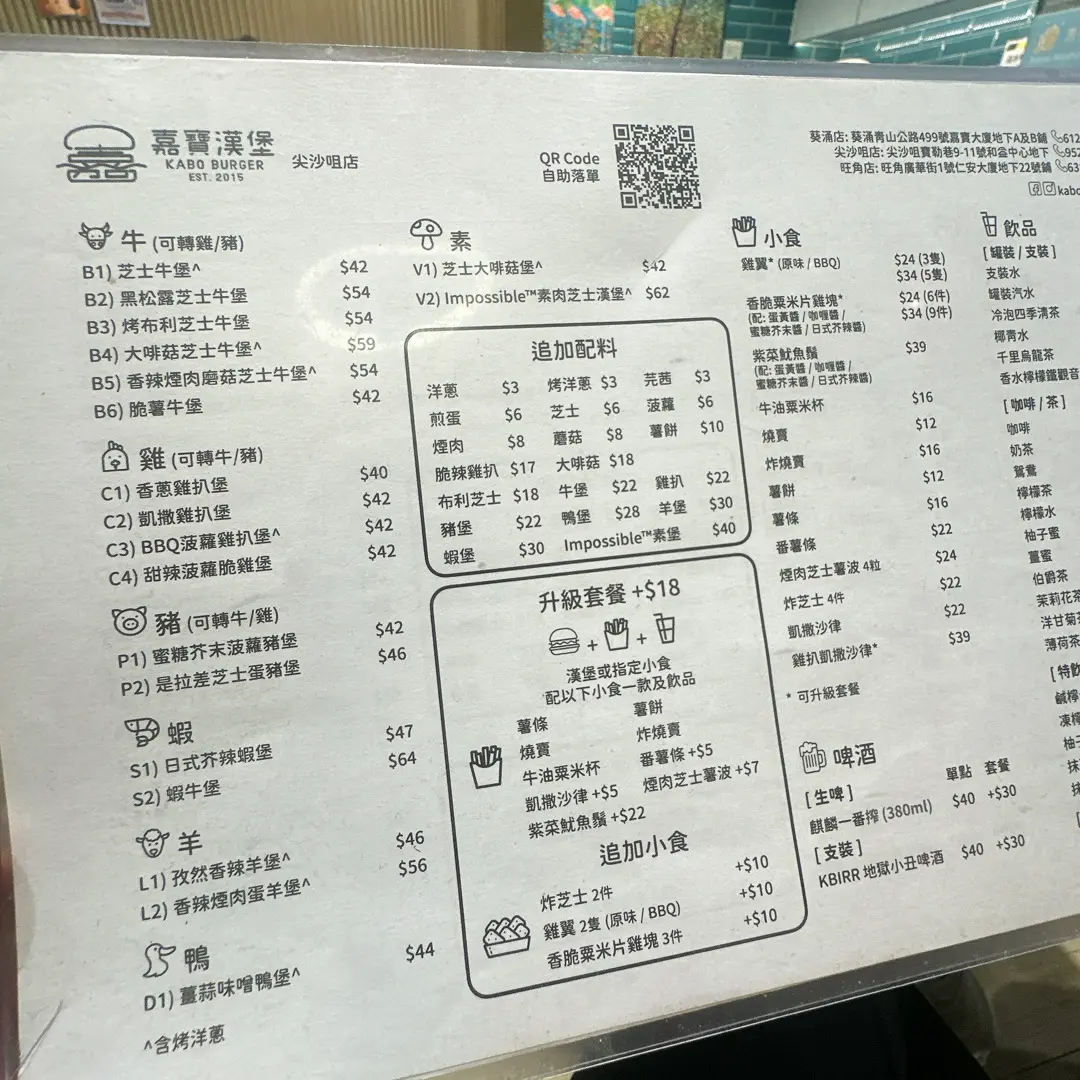 嘉寶漢堡
KABO BURGER
EST. 2015
尖沙咀店
QR Code
自助落單
葵涌店: 葵涌青山公路499號嘉寶大廈地下A及B鋪 612
尖沙咀店: 尖沙咀寶勒巷9-11號和益中心地下 952
旺角店: 旺角廣華街1號仁安大廈地下22號鋪 63
kabo
牛 (可轉雞/豬)
B1) 芝士牛堡^ $42
B2) 黑松露芝士牛堡 $54
B3) 烤布利芝士牛堡 $54
B4) 大啡菇芝士牛堡^ $59
B5) 香辣煙肉磨菇芝士牛堡^ $54
B6) 脆薯牛堡 $42
雞 (可轉牛/豬)
C1) 香蔥雞扒堡 $40
C2) 凱撒雞扒堡 $42
C3) BBQ菠蘿雞扒堡^ $42
C4) 甜辣菠蘿脆雞堡 $42
豬 (可轉牛/雞)
P1) 蜜糖芥末菠蘿豬堡 $42
P2) 是拉差芝士蛋豬堡 $46
蝦
S1) 日式芥辣蝦堡 $47
S2) 蝦牛堡 $64
羊
L1) 孜然香辣羊堡^ $46
L2) 香辣煙肉蛋羊堡^ $56
鴨
D1) 薑蒜味噌鴨堡^ $44
^含烤洋蔥
素
V1) 芝士大啡菇堡^ $42
V2) Impossible™素肉芝士漢堡^ $62
追加配料
洋蔥 $3 烤洋蔥 $3 芫茜 $3
煎蛋 $6 芝士 $6 菠蘿 $6
煙肉 $8 蘑菇 $8 薯餅 $10
脆辣雞扒 $17 大啡菇 $18
布利芝士 $18 牛堡 $22 雞扒 $22
豬堡 $22 鴨堡 $28 羊堡 $30
蝦堡 $30 Impossible™素堡 $40
升級套餐 +$18
+ +
漢堡或指定小食
配以下小食一款及飲品
薯條 薯餅
燒賣 炸燒賣
牛油粟米杯 番薯條 +$5
凱撒沙律 +$5 煙肉芝士薯波 +$7
紫菜魷魚鬚 +$22
追加小食
炸芝士 2件 +$10
雞翼 2隻 (原味 / BBQ) +$10
香脆粟米片雞塊 3件 +$10
小食
雞翼* (原味 / BBQ) $24 (3隻)
$34 (5隻)
香脆粟米片雞塊* $24 (6件)
(配: 蛋黃醬 / 咖喱醬 / $34 (9件)
蜜糖芥末醬 / 日式芥辣醬)
紫菜魷魚鬚 $39
(配: 蛋黃醬 / 咖喱醬 /
蜜糖芥末醬 / 日式芥辣醬)
牛油粟米杯 $16
燒賣 $12
炸燒賣 $16
薯餅 $12
薯條 $16
番薯條 $22
煙肉芝士薯波 4粒 $24
炸芝士 4件 $22
凱撒沙律 $22
雞扒凱撒沙律* $39
* 可升級套餐
啤酒
單點 套餐
[ 生啤 ]
麒麟一番搾 (380ml) $40 +$30
[ 支裝 ]
KBIRR 地獄小丑啤酒 $40 +$30
飲品
[ 罐裝 / 支裝 ]
支裝水
罐裝汽水
冷泡四季清茶
椰青水
千里烏龍茶
香水檸檬鐵觀音
[ 咖啡 / 茶 ]
咖啡
奶茶
鴛鴦
檸檬茶
檸檬水
柚子蜜
薑蜜
伯爵茶
茉莉花茶
洋甘菊
薄荷茶
[ 特飲
鹹檸
凍檸
柚子
抹
抹